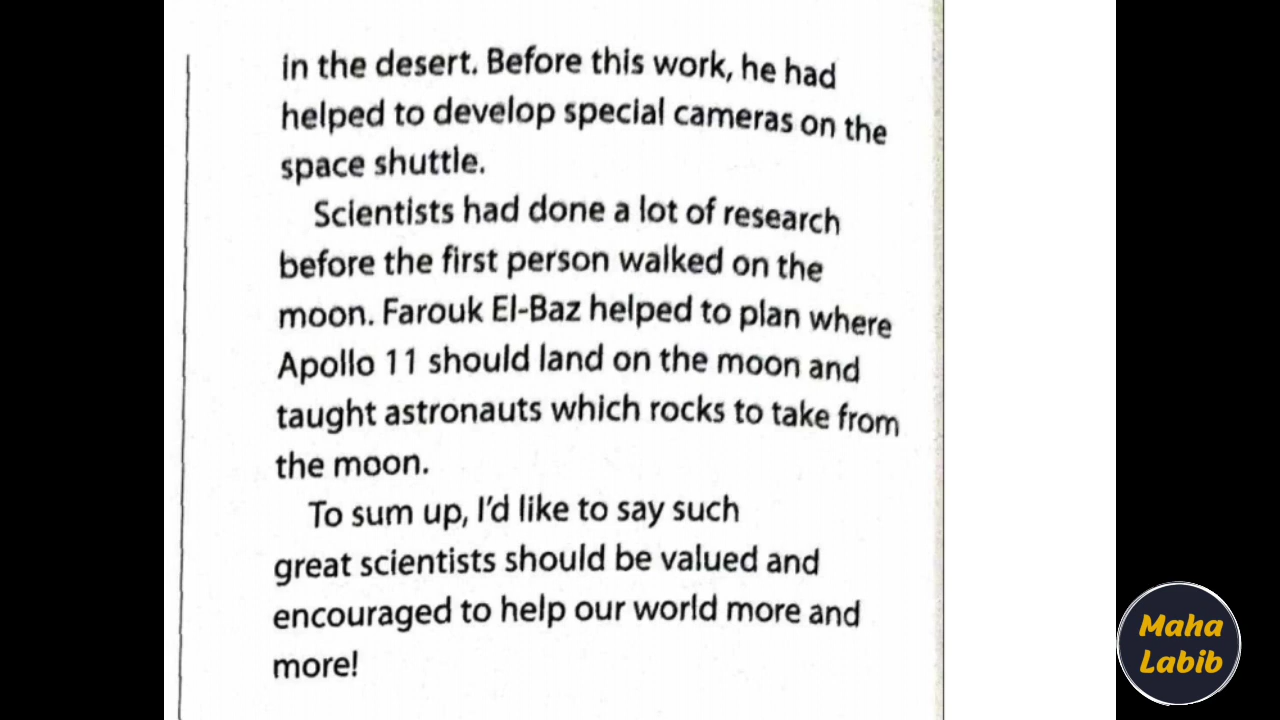 in the desert. Before this work, he had
helped to develop special cameras on the
space shuttle.
Scientists had done a lot of research
before the first person walked on the
moon. Farouk El-Baz helped to plan where
Apollo 11 should land on the moon and
taught astronauts which rocks to take from
the moon.
To sum up, I'd like to say such
great scientists should be valued and
encouraged to help our world more and
more!
Maha
Labib